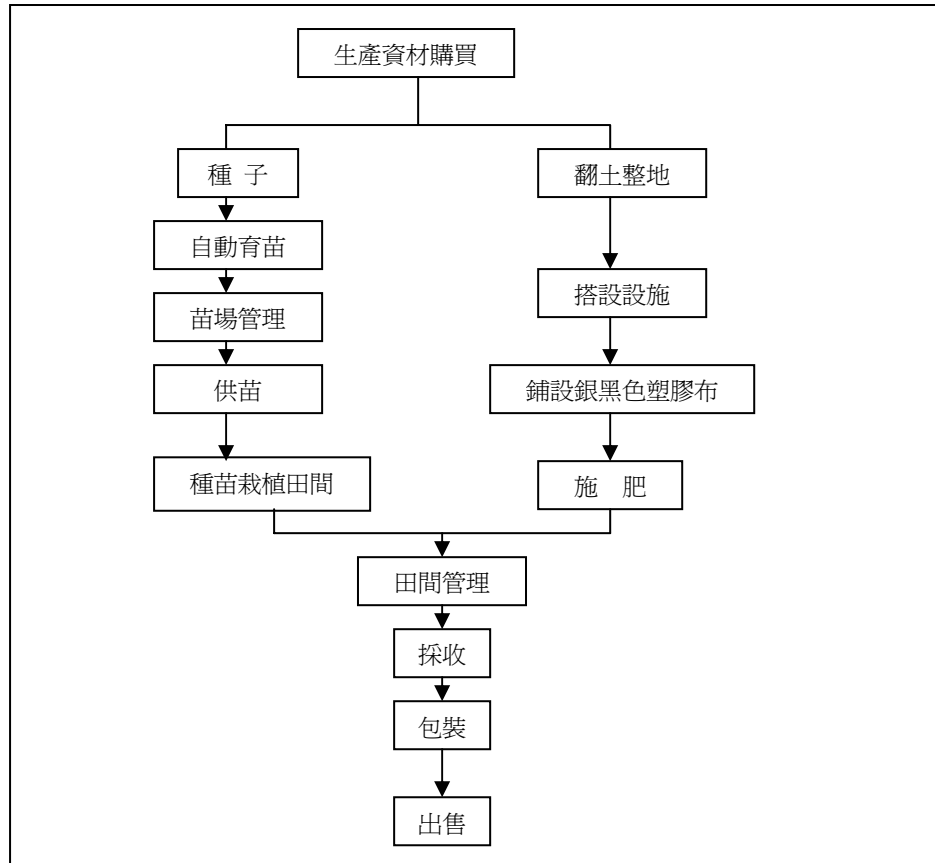 生產資材購買
種 子
翻土整地
自動育苗
搭設設施
苗場管理
供苗
鋪設銀黑色塑膠布
種苗栽植田間
施 肥
田間管理
採收
包裝
出售